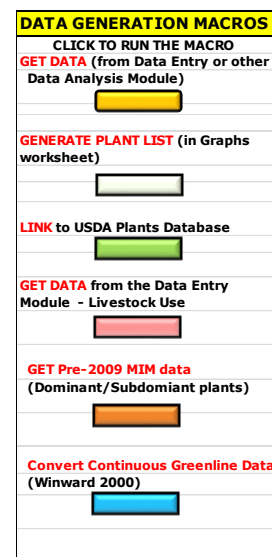 DATA GENERATION MACROS
CLICK TO RUN THE MACRO
GET DATA (from Data Entry or other
Data Analysis Module)
GENERATE PLANT LIST (in Graphs
worksheet)
LINK to USDA Plants Database
GET DATA from the Data Entry
Module - Livestock Use
GET Pre-2009 MIM data
(Dominant/Subdomiant plants)
Convert Continuous Greenline Data
(Winward 2000)